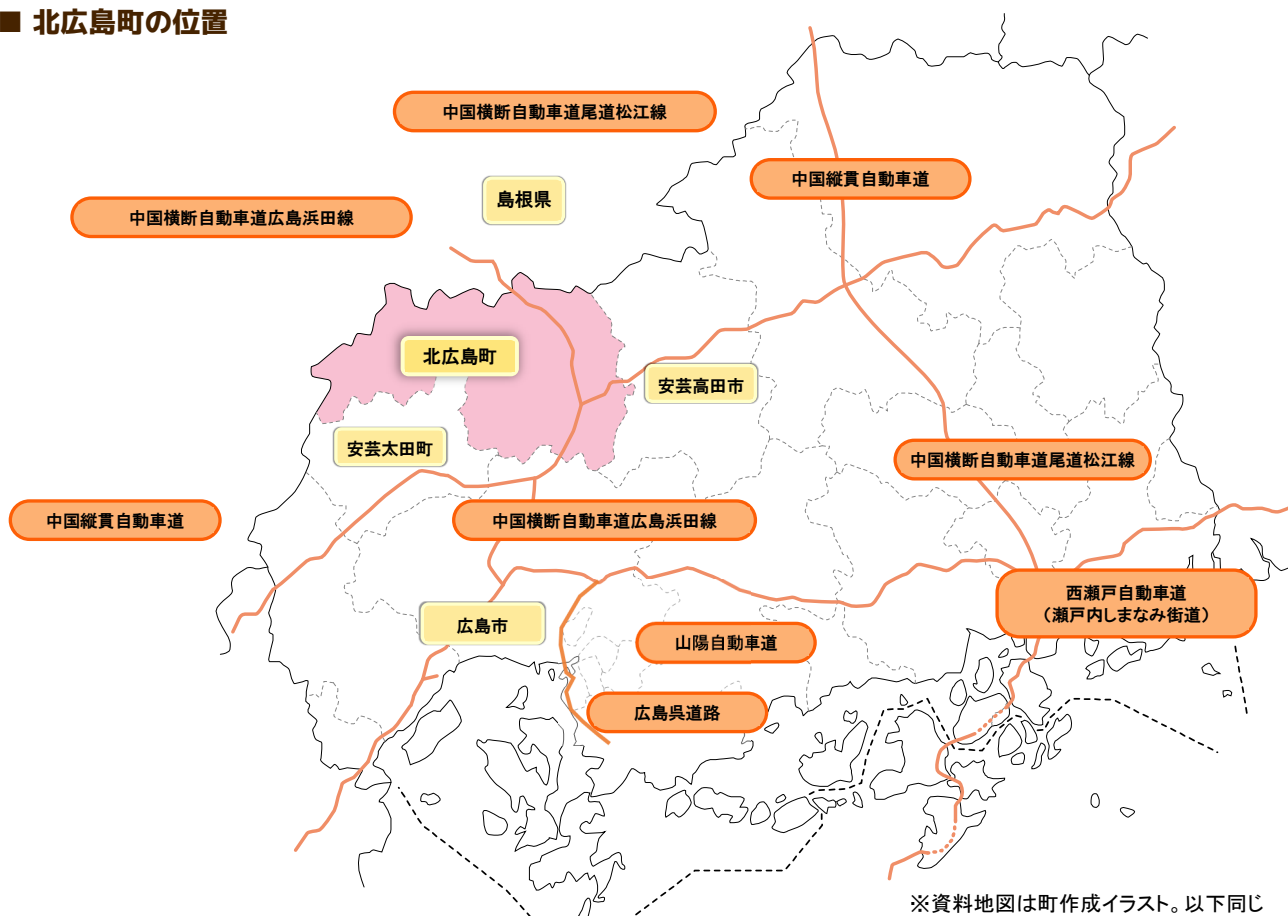 ■ 北広島町の位置
中国横断自動車道尾道松江線
中国縦貫自動車道
島根県
中国横断自動車道広島浜田線
北広島町
安芸高田市
安芸太田町
中国横断自動車道尾道松江線
中国縦貫自動車道
中国横断自動車道広島浜田線
西瀬戸自動車道
(瀬戸内しまなみ街道)
広島市
山陽自動車道
広島呉道路
※資料地図は町作成イラスト。以下同じ